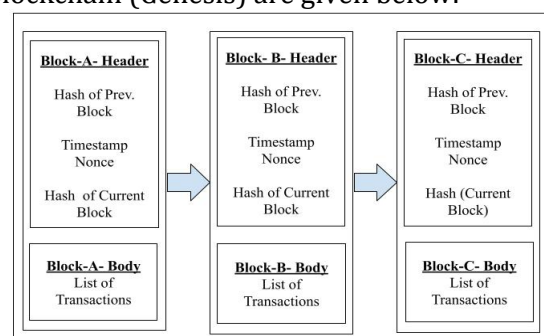 (Genesis) are given below.
Block-A- Header
Hash of Prev.
Block
Timestamp
Nonce
Hash of Current
Block
Block-A- Body
List of
Transactions
Block- B- Header
Hash of Prev.
Block
Timestamp
Nonce
Hash of Current
Block
Block-B- Body
List of
Transactions
Block-C- Header
Hash of Prev.
Block
Timestamp
Nonce
Hash (Current
Block)
Block-C- Body
List of
Transactions